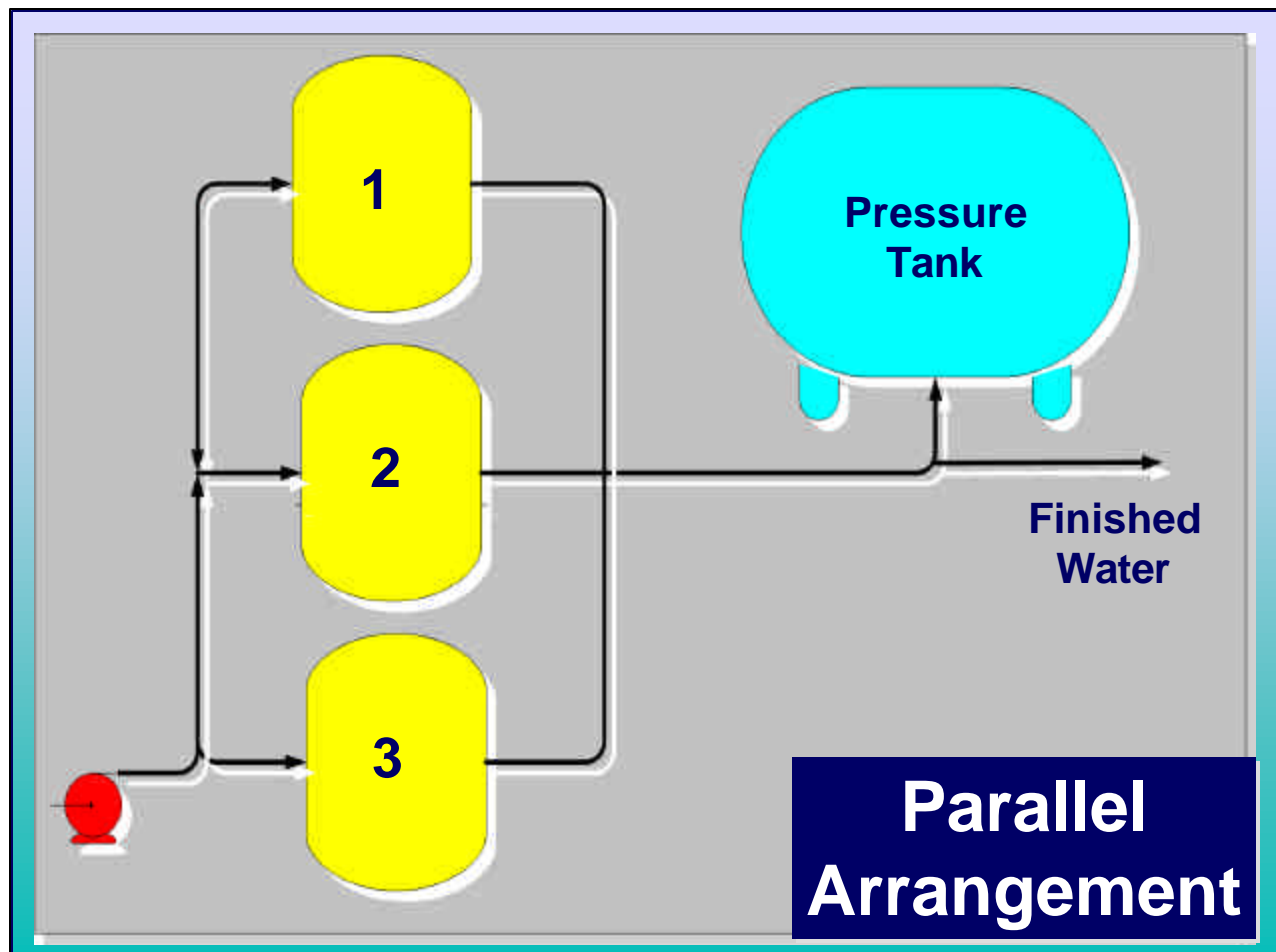 1
Pressure
Tank
2
Finished
Water
3
Parallel
Arrangement